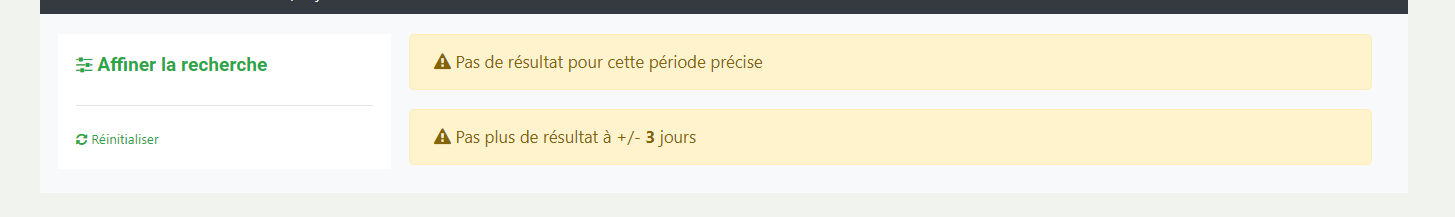 Affiner la recherche
Réinitialiser
Pas de résultat pour cette période précise
Pas plus de résultat à +/- 3 jours